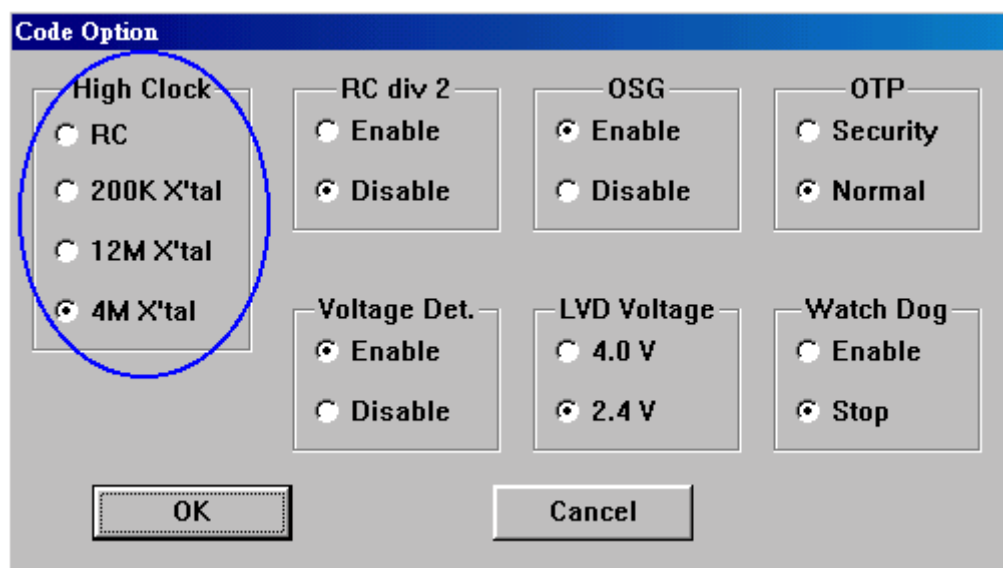 Code Option
High Clock
RC
200K X'tal
12M X'tal
4M X'tal
RC div 2
Enable
Disable
OSG
Enable
Disable
OTP
Security
Normal
Voltage Det.
Enable
Disable
LVD Voltage
4.0 V
2.4 V
Watch Dog
Enable
Stop
OK
Cancel